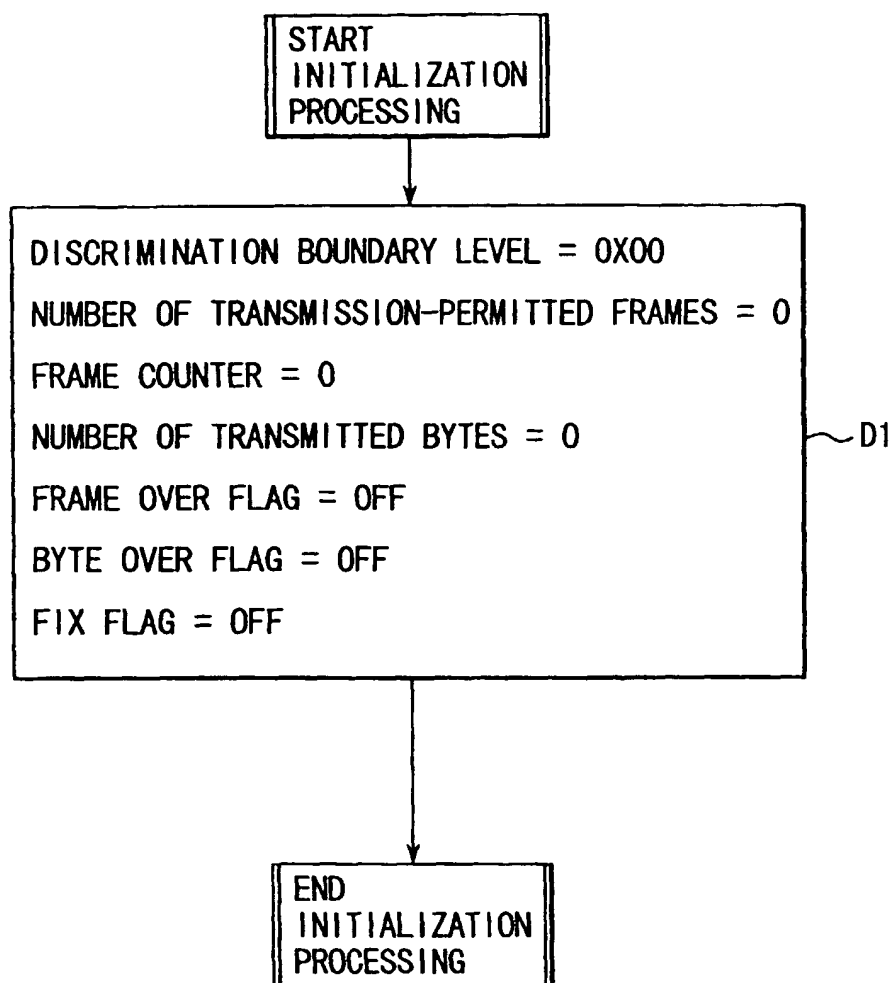 START
INITIALIZATION
PROCESSING
DISCRIMINATION BOUNDARY LEVEL = 0X00
NUMBER OF TRANSMISSION-PERMITTED FRAMES = 0
FRAME COUNTER = 0
NUMBER OF TRANSMITTED BYTES = 0
FRAME OVER FLAG = OFF
BYTE OVER FLAG = OFF
FIX FLAG = OFF
D1
END
INITIALIZATION
PROCESSING